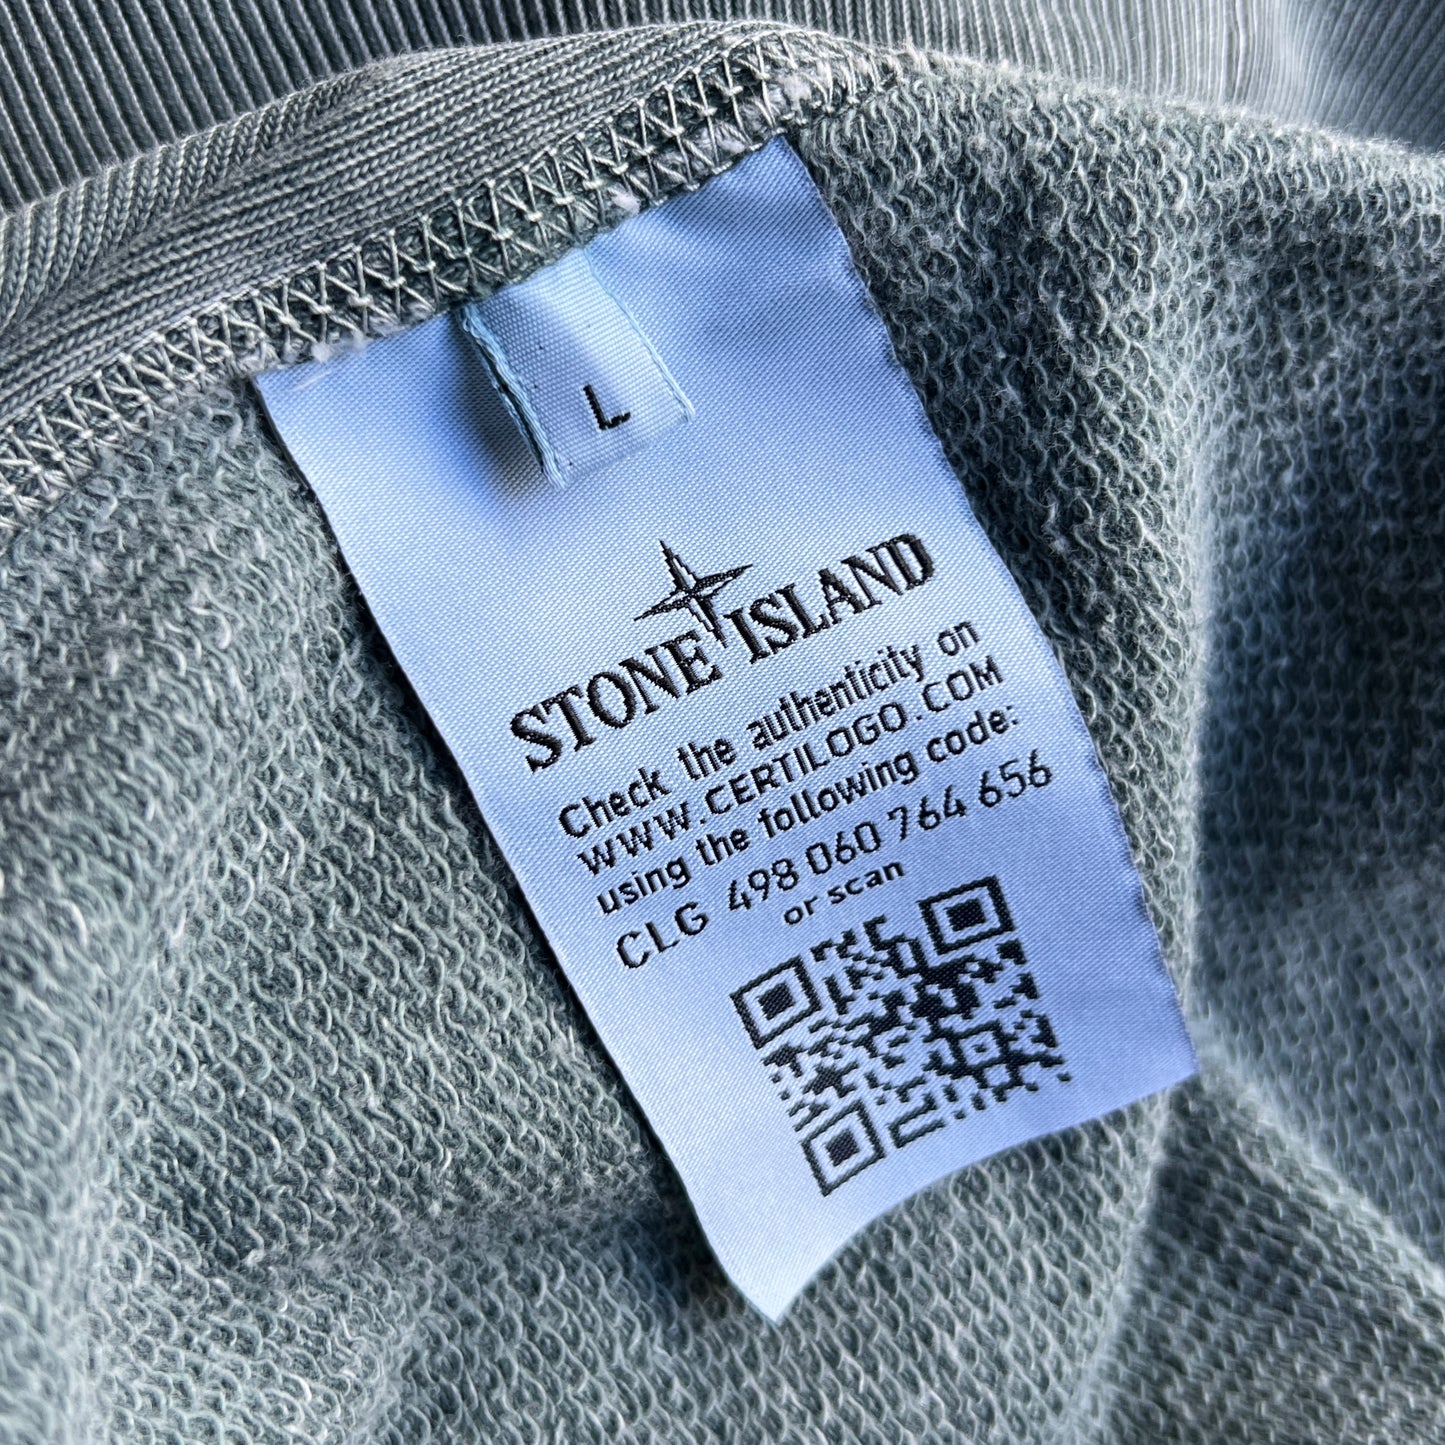 L
STONE ISLAND
Check the authenticity on
WWW.CERTILOGO.COM
using the following code:
CLG 498 060 764 656
or scan